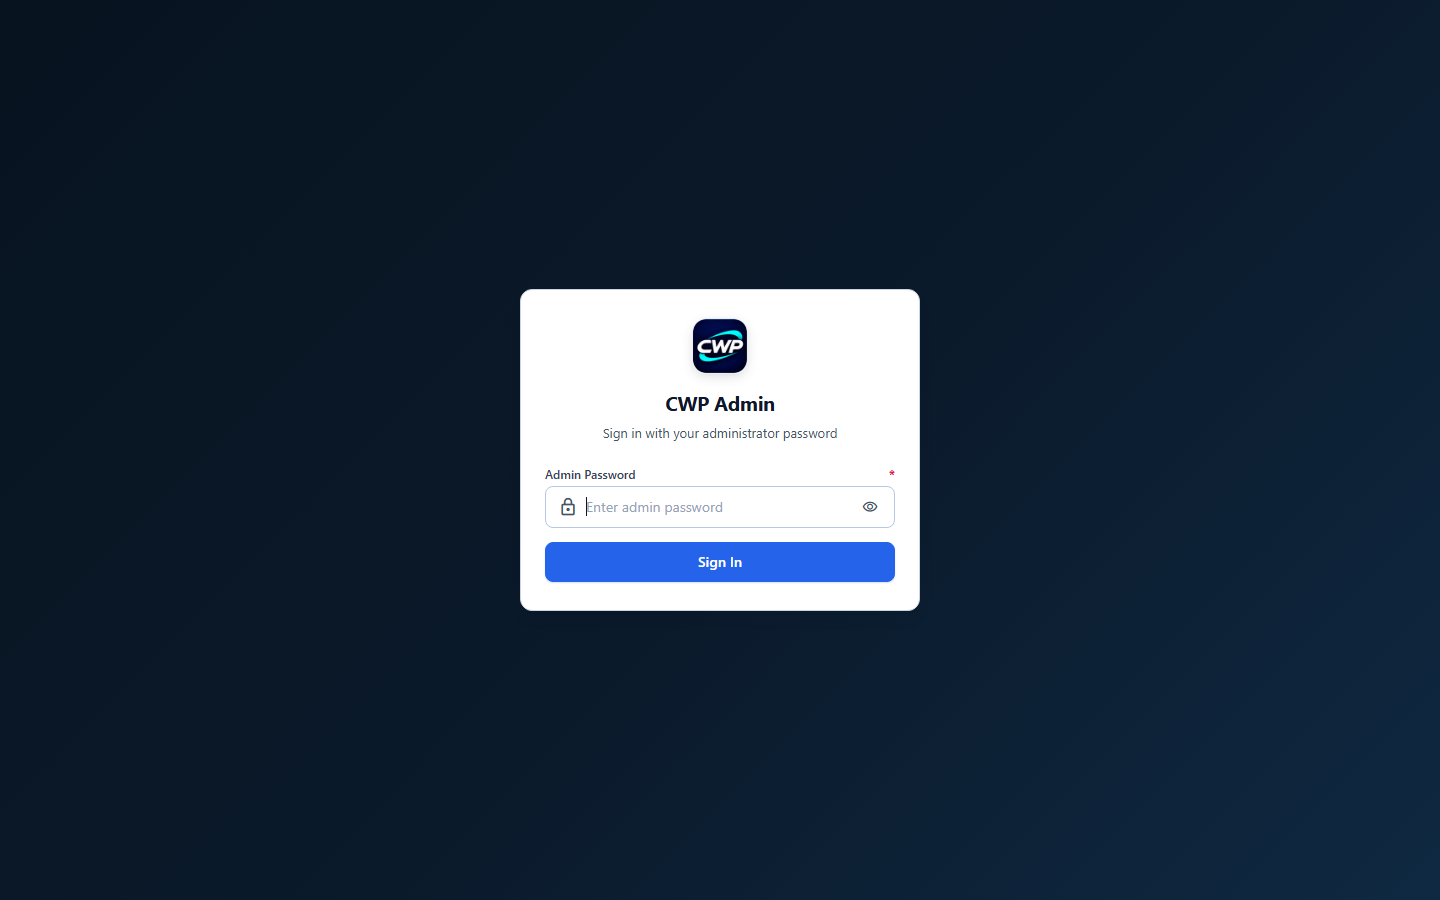 CWP
CWP Admin
Sign in with your administrator password
Admin Password *
Enter admin password
Sign In